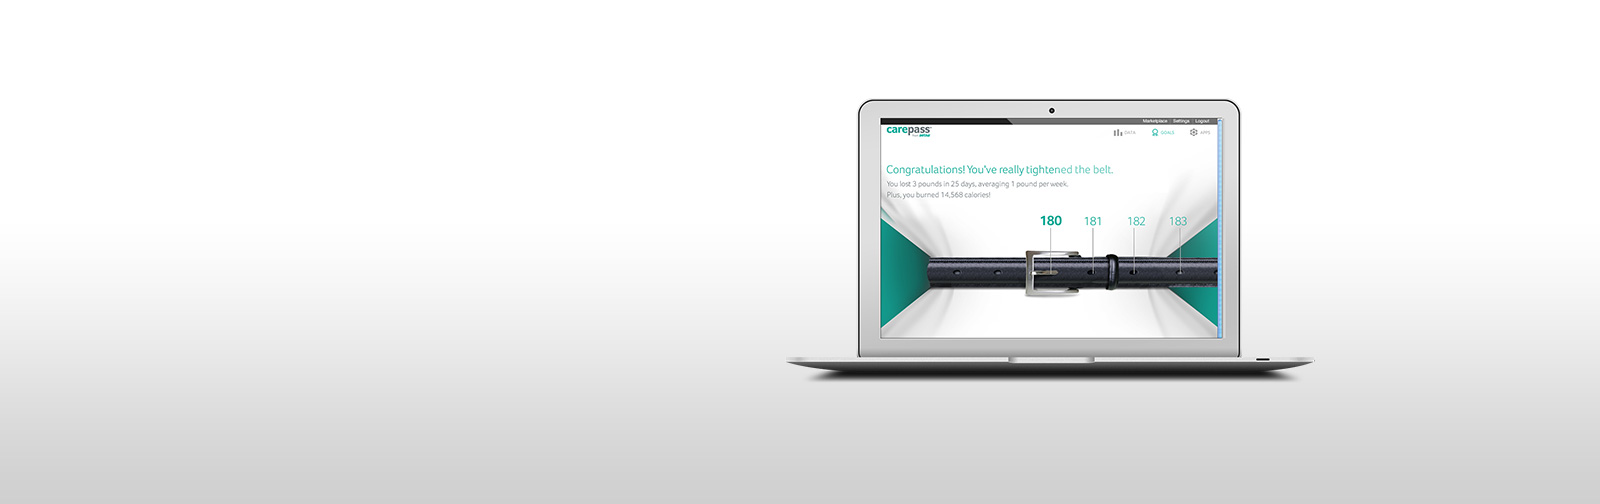 Marketplace Settings Logout
carepass™
from aetna
DATA GOALS APPS
Congratulations! You've really tightened the belt.
You lost 3 pounds in 25 days, averaging 1 pound per week.
Plus, you burned 14,568 calories!
180 181 182 183